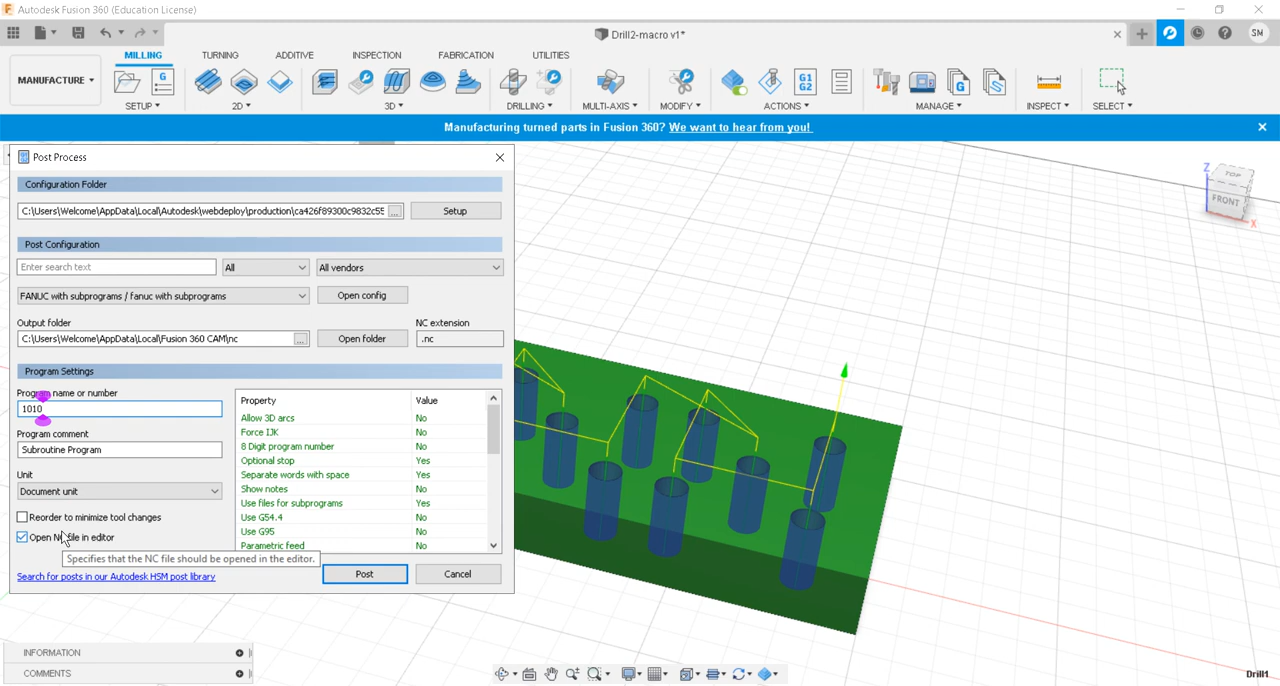 Autodesk Fusion 360 (Education License)
Drill2-macro v1*
SM
MILLING TURNING ADDITIVE INSPECTION FABRICATION UTILITIES
MANUFACTURE
G
G1
G2
G
S
SETUP 2D 3D DRILLING MULTI-AXIS MODIFY ACTIONS MANAGE INSPECT SELECT
Manufacturing turned parts in Fusion 360? We want to hear from you!
Post Process
Configuration Folder
C:\Users\Welcome\AppData\Local\Autodesk\webdeploy\production\ca426f89300c9832c55 ... Setup
Post Configuration
Enter search text All All vendors
FANUC with subprograms / fanuc with subprograms Open config
Output folder NC extension
C:\Users\Welcome\AppData\Local\Fusion 360 CAM\nc ... Open folder .nc
Program Settings
Program name or number
1010
Program comment
Subroutine Program
Unit
Document unit
Reorder to minimize tool changes
Open file in editor
Specifies that the NC file should be opened in the editor.
Search for posts in our Autodesk HSM post library
Property Value
Allow 3D arcs No
Force IJK No
8 Digit program number No
Optional stop Yes
Separate words with space Yes
Show notes No
Use files for subprograms Yes
Use G54.4 No
Use G95 No
Parametric feed No
Post Cancel
Z
TOP
FRONT
X
INFORMATION
COMMENTS
Drill1